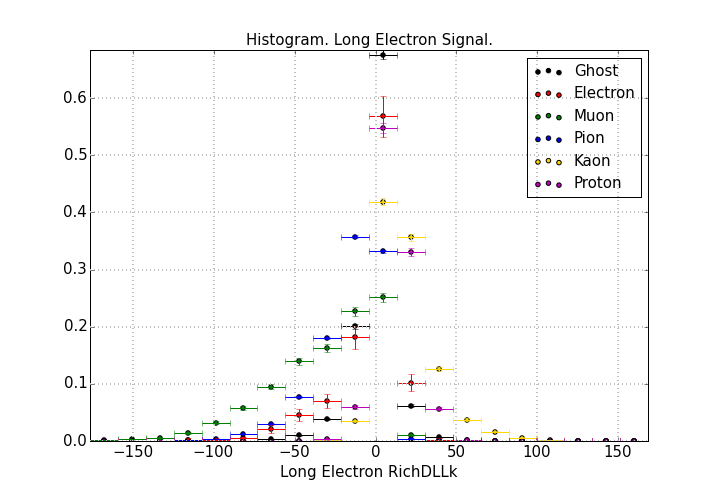 Histogram. Long Electron Signal.
Ghost
Electron
Muon
Pion
Kaon
Proton
0.6
0.5
0.4
0.3
0.2
0.1
0.0
−150 −100 −50 0 50 100 150
Long Electron RichDLLk